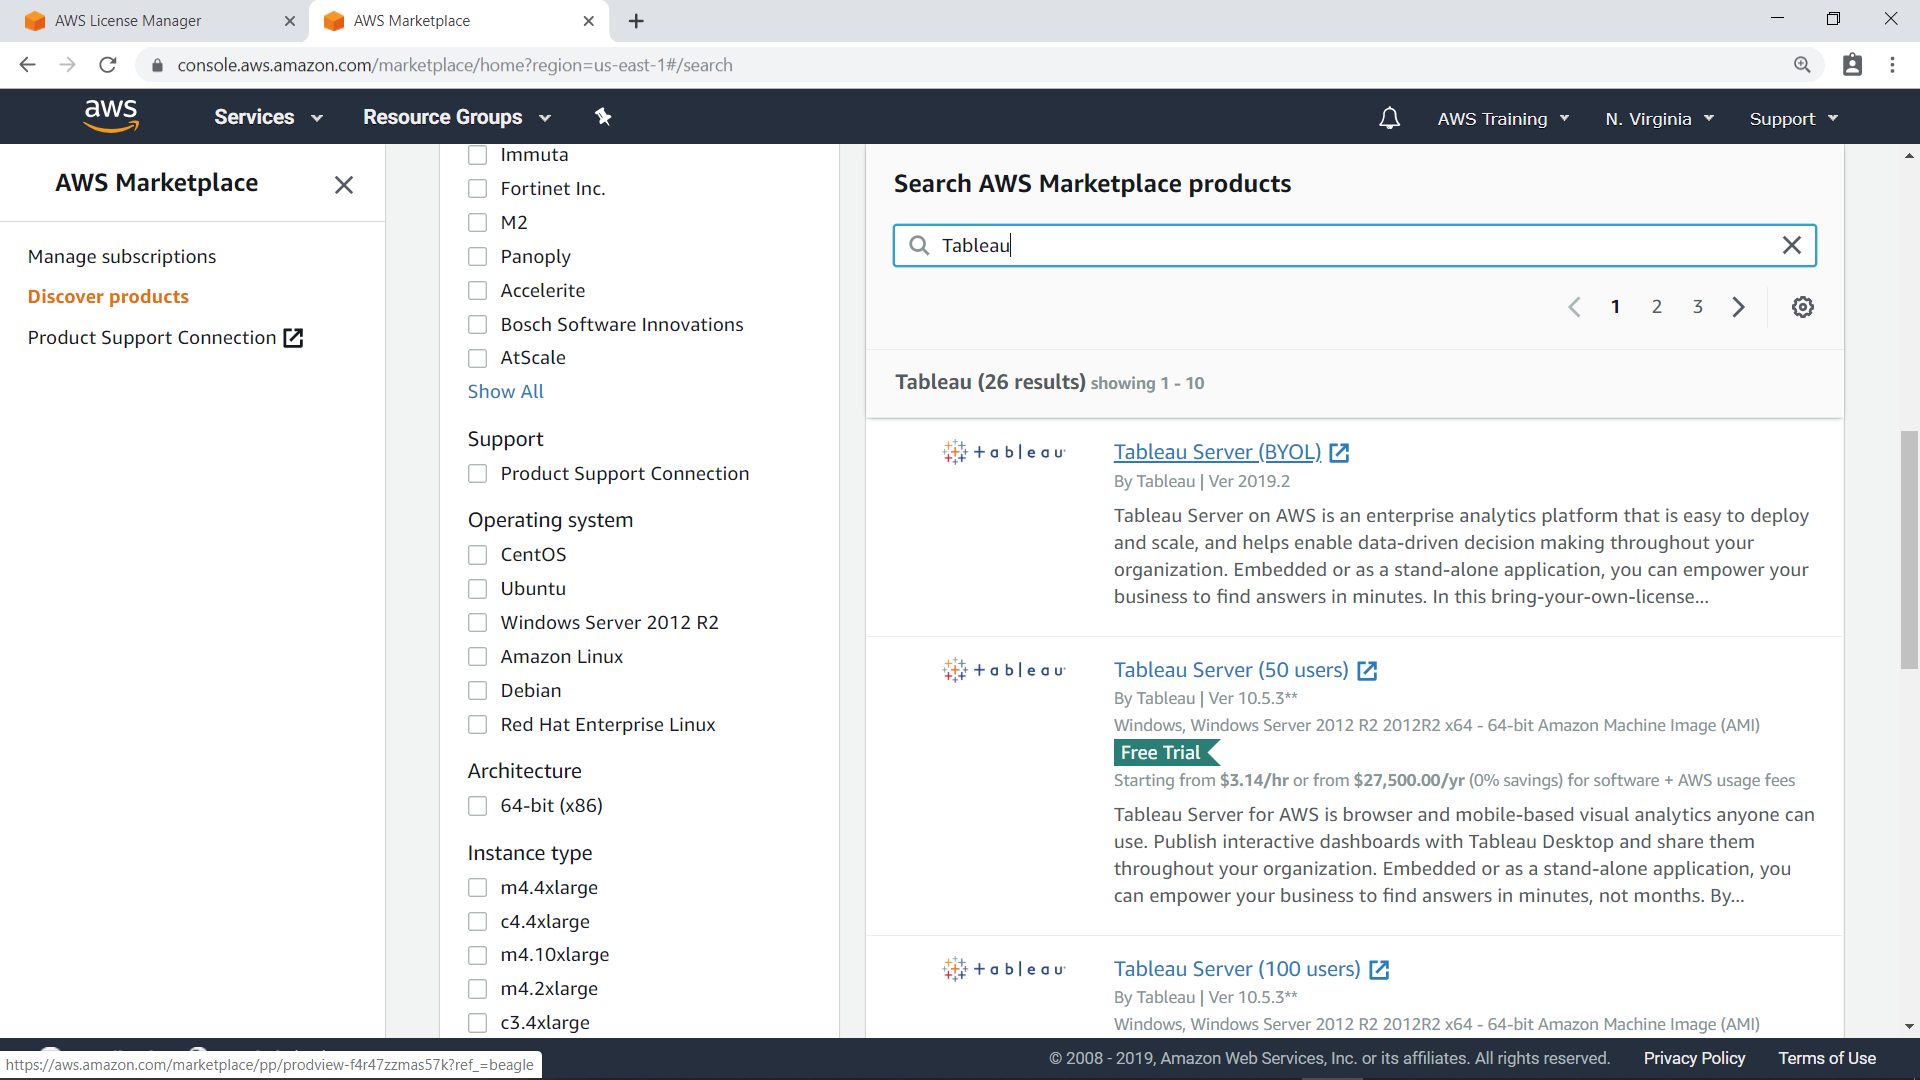 AWS License Manager
AWS Marketplace
console.aws.amazon.com/marketplace/home?region=us-east-1#/search
aws
Services
Resource Groups
AWS Training
N. Virginia
Support
AWS Marketplace
Manage subscriptions
Discover products
Product Support Connection
Immuta
Fortinet Inc.
M2
Panoply
Accelerite
Bosch Software Innovations
AtScale
Show All
Support
Product Support Connection
Operating system
CentOS
Ubuntu
Windows Server 2012 R2
Amazon Linux
Debian
Red Hat Enterprise Linux
Architecture
64-bit (x86)
Instance type
m4.4xlarge
c4.4xlarge
m4.10xlarge
m4.2xlarge
c3.4xlarge
Search AWS Marketplace products
Tableau
1 2 3
Tableau (26 results) showing 1 - 10
+ a b l e a u
Tableau Server (BYOL)
By Tableau | Ver 2019.2
Tableau Server on AWS is an enterprise analytics platform that is easy to deploy
and scale, and helps enable data-driven decision making throughout your
organization. Embedded or as a stand-alone application, you can empower your
business to find answers in minutes. In this bring-your-own-license...
+ a b l e a u
Tableau Server (50 users)
By Tableau | Ver 10.5.3**
Windows, Windows Server 2012 R2 2012R2 x64 - 64-bit Amazon Machine Image (AMI)
Free Trial
Starting from $3.14/hr or from $27,500.00/yr (0% savings) for software + AWS usage fees
Tableau Server for AWS is browser and mobile-based visual analytics anyone can
use. Publish interactive dashboards with Tableau Desktop and share them
throughout your organization. Embedded or as a stand-alone application, you
can empower your business to find answers in minutes, not months. By...
+ a b l e a u
Tableau Server (100 users)
By Tableau | Ver 10.5.3**
Windows, Windows Server 2012 R2 2012R2 x64 - 64-bit Amazon Machine Image (AMI)
https://aws.amazon.com/marketplace/pp/prodview-f4r47zzmas57k?ref_=beagle
© 2008 - 2019, Amazon Web Services, Inc. or its affiliates. All rights reserved.
Privacy Policy
Terms of Use